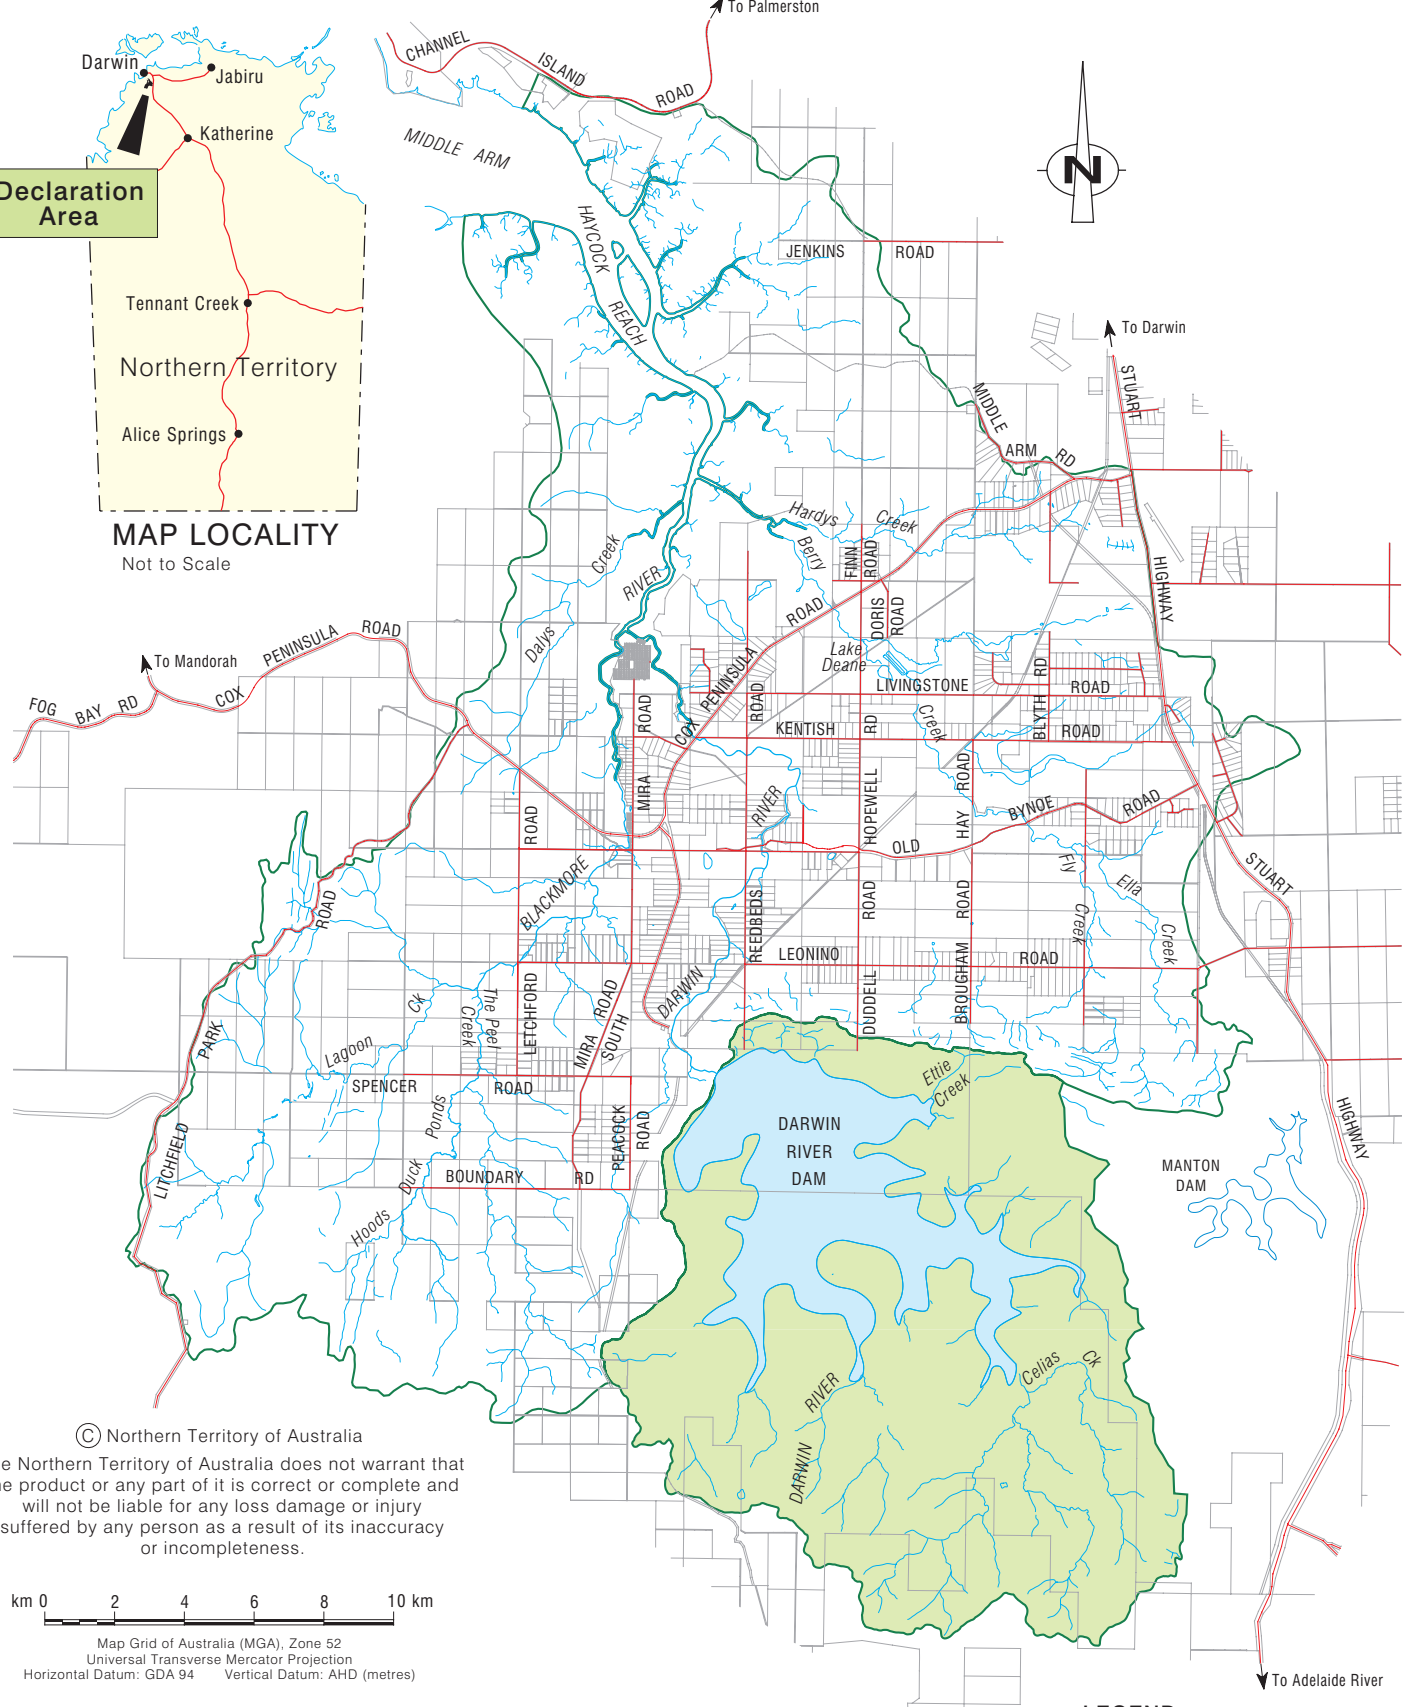 To Palmerston
CHANNEL
ISLAND
ROAD
Darwin
Jabiru
Katherine
Declaration
Area
Tennant Creek
Northern Territory
Alice Springs
MAP LOCALITY
Not to Scale
MIDDLE ARM
HAYCOCK
REACH
N
JENKINS ROAD
To Darwin
STUART
MIDDLE
ARM RD
Hardys
Creek
Berry
FINN
ROAD
Creek
RIVER
HIGHWAY
ROAD
DORIS
ROAD
Dalys
Lake
Deane
PENINSULA ROAD
To Mandorah
COX
FOG BAY RD
COX PENINSULA
LIVINGSTONE ROAD
BLYTH RD
ROAD
ROAD
KENTISH
RD
Creek
ROAD
MIRA
ROAD
RIVER
HOPEWELL
HAY ROAD
BYNOE ROAD
OLD
BLACKMORE
Fly
Creek
Ella
Creek
STUART
ROAD
REEDBEDS
ROAD
ROAD
LEONINO
ROAD
DARWIN
DUDDELL
BROUGHAM
LETCHFORD
MIRA ROAD
SOUTH
The Peel
Creek
Ck
Lagoon
PARK
SPENCER ROAD
Ettie
Creek
DARWIN
RIVER
DAM
Ponds
PEACOCK
ROAD
HIGHWAY
LITCHFIELD
MANTON
DAM
BOUNDARY RD
Duck
Hoods
Celias
Ck
RIVER
DARWIN
© Northern Territory of Australia
e Northern Territory of Australia does not warrant that
e product or any part of it is correct or complete and
will not be liable for any loss damage or injury
suffered by any person as a result of its inaccuracy
or incompleteness.
km 0 2 4 6 8 10 km
Map Grid of Australia (MGA), Zone 52
Universal Transverse Mercator Projection
Horizontal Datum: GDA 94 Vertical Datum: AHD (metres)
To Adelaide River